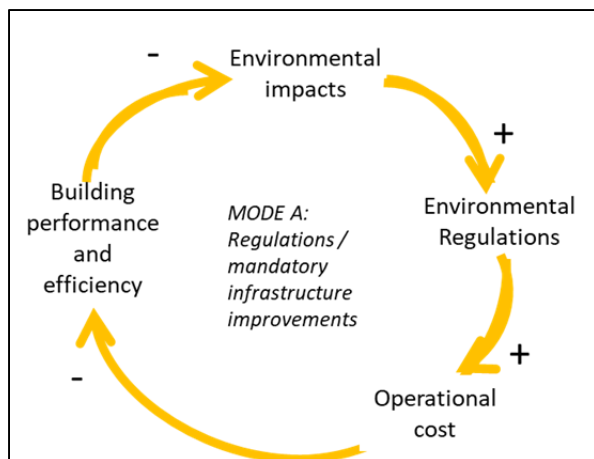 -
Environmental
impacts
+
Environmental
Regulations
+
Operational
cost
-
Building
performance
and
efficiency
MODE A:
Regulations /
mandatory
infrastructure
improvements